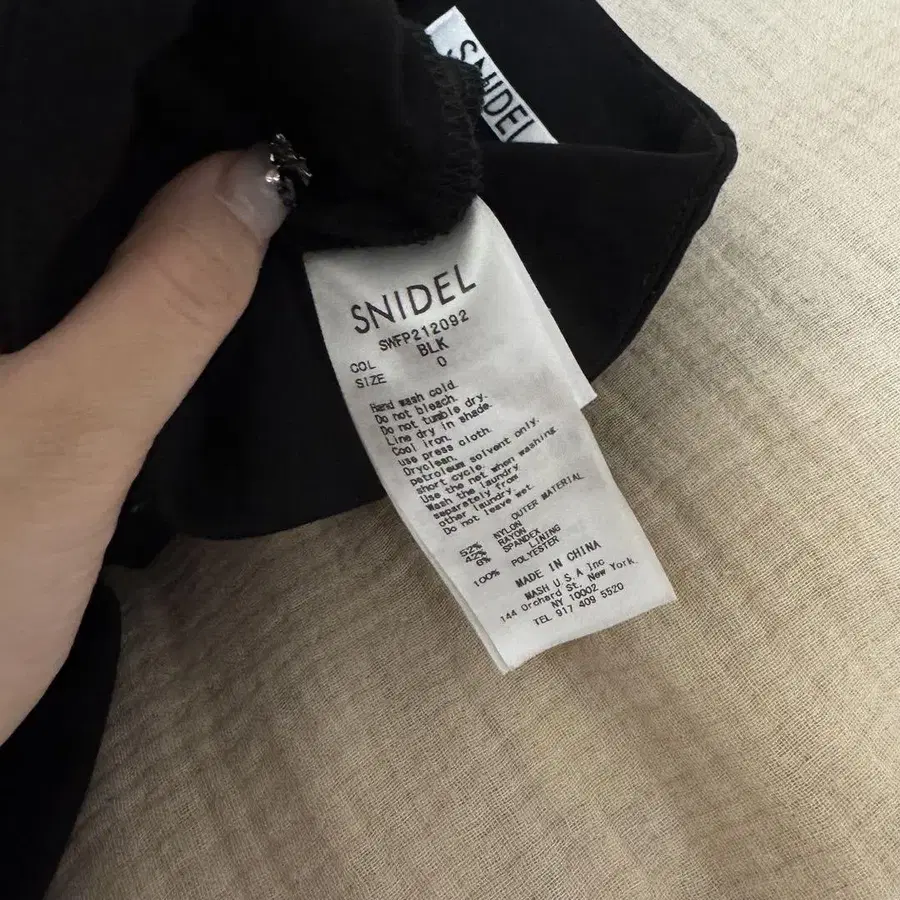 SNIDEL
SNIDEL
SWFP212092
COL BLK
SIZE 0
Hand wash cold.
Do not bleach.
Do not tumble dry.
Line dry in shade.
Cool iron.
use press cloth.
Dryclean.
petroleum solvent only.
short cycle.
Use the net when washing
Wash the laundry
separately from
other laundry.
Do not leave wet.
OUTER MATERIAL
52% NYLON
42% RAYON
6% SPANDEX
LINING
100% POLYESTER
MADE IN CHINA
MASH U.S.A Inc
144 Orchard St. New York.
NY 10002
TEL 917 409 5520